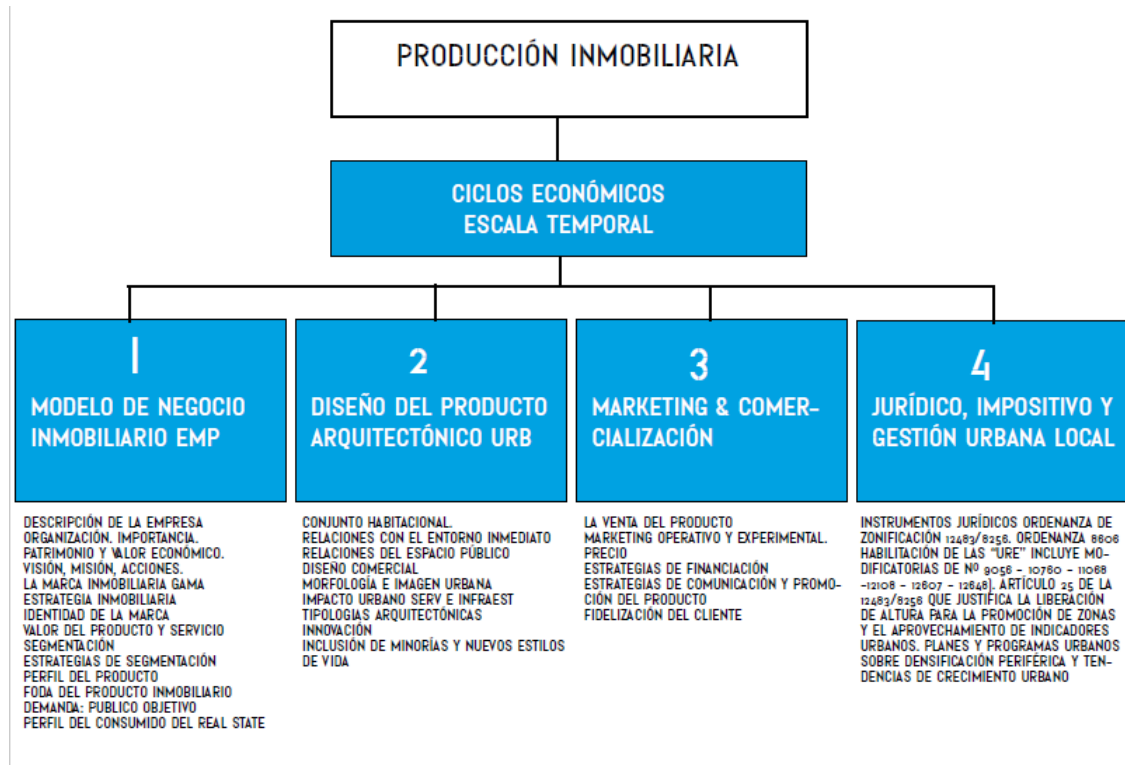 PRODUCCIÓN INMOBILIARIA
CICLOS ECONÓMICOS
ESCALA TEMPORAL
1
MODELO DE NEGOCIO
INMOBILIARIO EMP
DESCRIPCIÓN DE LA EMPRESA
ORGANIZACIÓN. IMPORTANCIA.
PATRIMONIO Y VALOR ECONÓMICO.
VISIÓN, MISIÓN, ACCIONES.
LA MARCA INMOBILIARIA GAMA
ESTRATEGIA INMOBILIARIA
IDENTIDAD DE LA MARCA
VALOR DEL PRODUCTO Y SERVICIO
SEGMENTACIÓN
ESTRATEGIAS DE SEGMENTACIÓN
PERFIL DEL PRODUCTO
FODA DEL PRODUCTO INMOBILIARIO
DEMANDA: PUBLICO OBJETIVO
PERFIL DEL CONSUMIDO DEL REAL STATE
2
DISEÑO DEL PRODUCTO
ARQUITECTÓNICO URB
CONJUNTO HABITACIONAL.
RELACIONES CON EL ENTORNO INMEDIATO
RELACIONES DEL ESPACIO PÚBLICO
DISEÑO COMERCIAL
MORFOLOGÍA E IMAGEN URBANA
IMPACTO URBANO SERV E INFRAEST
TIPOLOGIAS ARQUITECTÓNICAS
INNOVACIÓN
INCLUSIÓN DE MINORÍAS Y NUEVOS ESTILOS
DE VIDA
3
MARKETING & COMER-
CIALIZACIÓN
LA VENTA DEL PRODUCTO
MARKETING OPERATIVO Y EXPERIMENTAL.
PRECIO
ESTRATEGIAS DE FINANCIACIÓN
ESTRATEGIAS DE COMUNICACIÓN Y PROMO-
CIÓN DEL PRODUCTO
FIDELIZACIÓN DEL CLIENTE
4
JURÍDICO, IMPOSITIVO Y
GESTIÓN URBANA LOCAL
INSTRUMENTOS JURÍDICOS ORDENANZA DE
ZONIFICACIÓN 12483/8256. ORDENANZA 8606
HABILITACIÓN DE LAS "URE" INCLUYE MO-
DIFICATORIAS DE Nº 9056 - 10760 - 11068
-12108 - 12607 - 12648). ARTÍCULO 25 DE LA
12483/8256 QUE JUSTIFICA LA LIBERACIÓN
DE ALTURA PARA LA PROMOCIÓN DE ZONAS
Y EL APROVECHAMIENTO DE INDICADORES
URBANOS. PLANES Y PROGRAMAS URBANOS
SOBRE DENSIFICACIÓN PERIFÉRICA Y TEN-
DENCIAS DE CRECIMIENTO URBANO